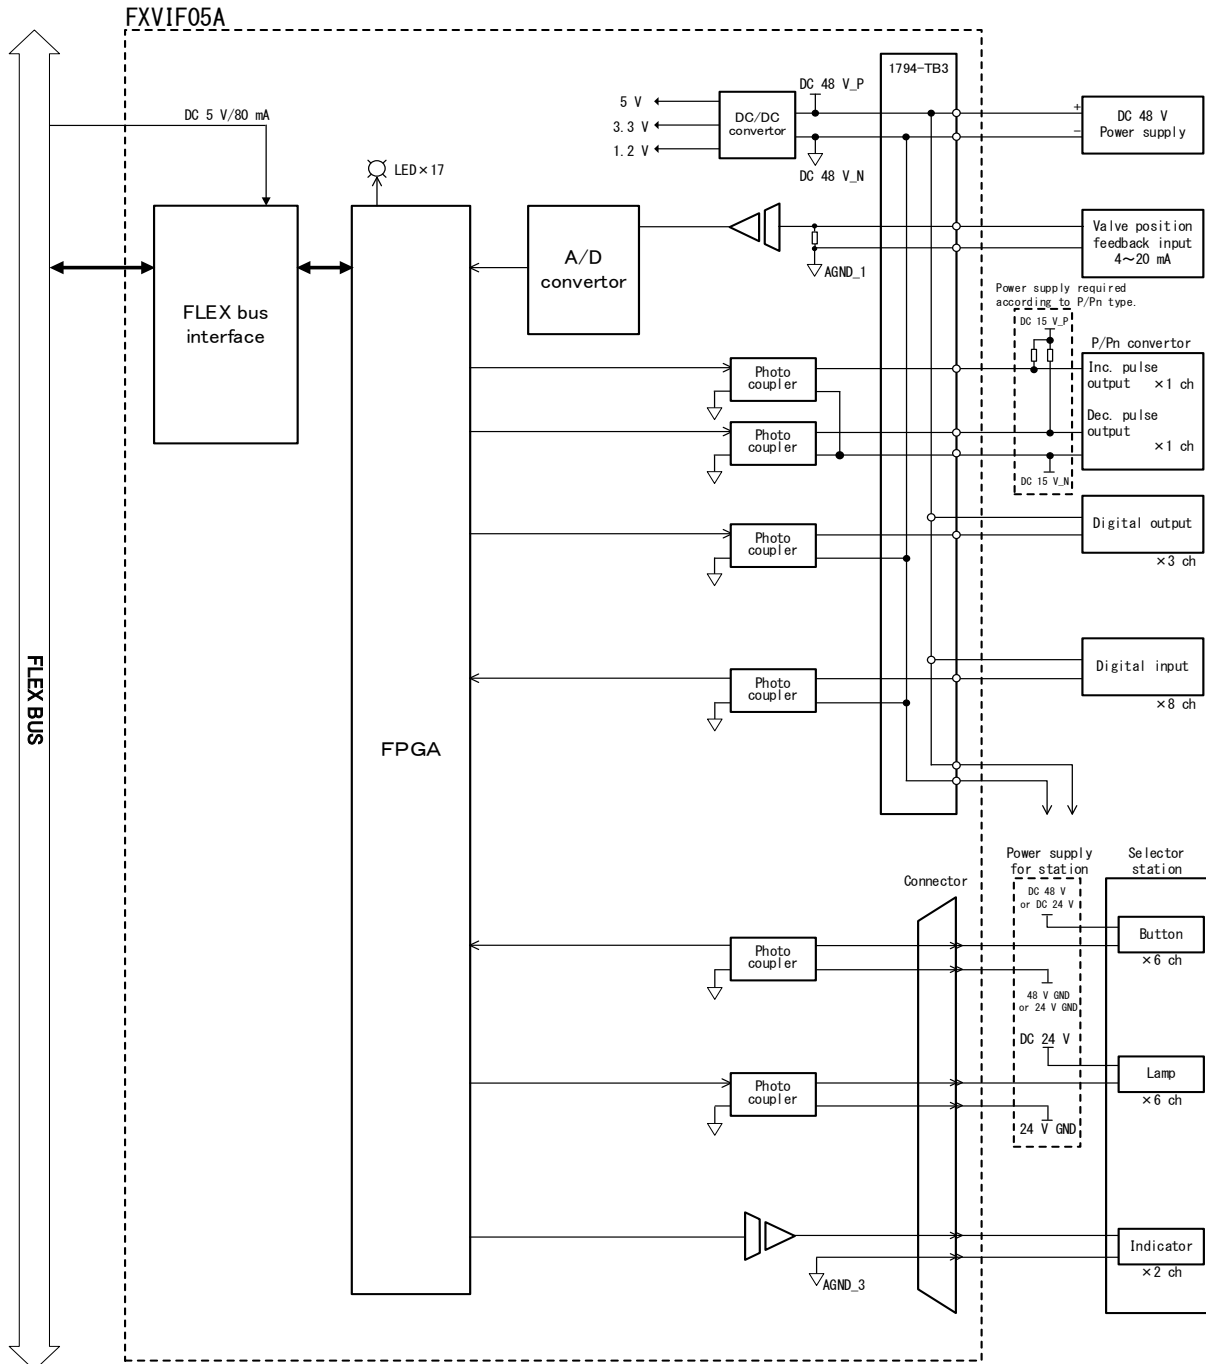 FXVIF05A
1794-TB3
DC 48 V_P
5 V
3.3 V
1.2 V
DC/DC
convertor
DC 48 V_N
+
-
DC 48 V
Power supply
DC 5 V/80 mA
LED×17
FLEX bus
interface
A/D
convertor
AGND_1
Valve position
feedback input
4～20 mA
Power supply required
according to P/Pn type.
DC 15 V_P
P/Pn convertor
Photo
coupler
Inc. pulse
output ×1 ch
Photo
coupler
Dec. pulse
output
×1 ch
DC 15 V_N
Photo
coupler
Digital output
×3 ch
Photo
coupler
Digital input
×8 ch
FLEX BUS
FPGA
Connector
Power supply
for station
Selector
station
DC 48 V
or DC 24 V
Photo
coupler
Button
×6 ch
48 V GND
or 24 V GND
DC 24 V
Photo
coupler
Lamp
×6 ch
24 V GND
Indicator
×2 ch
AGND_3